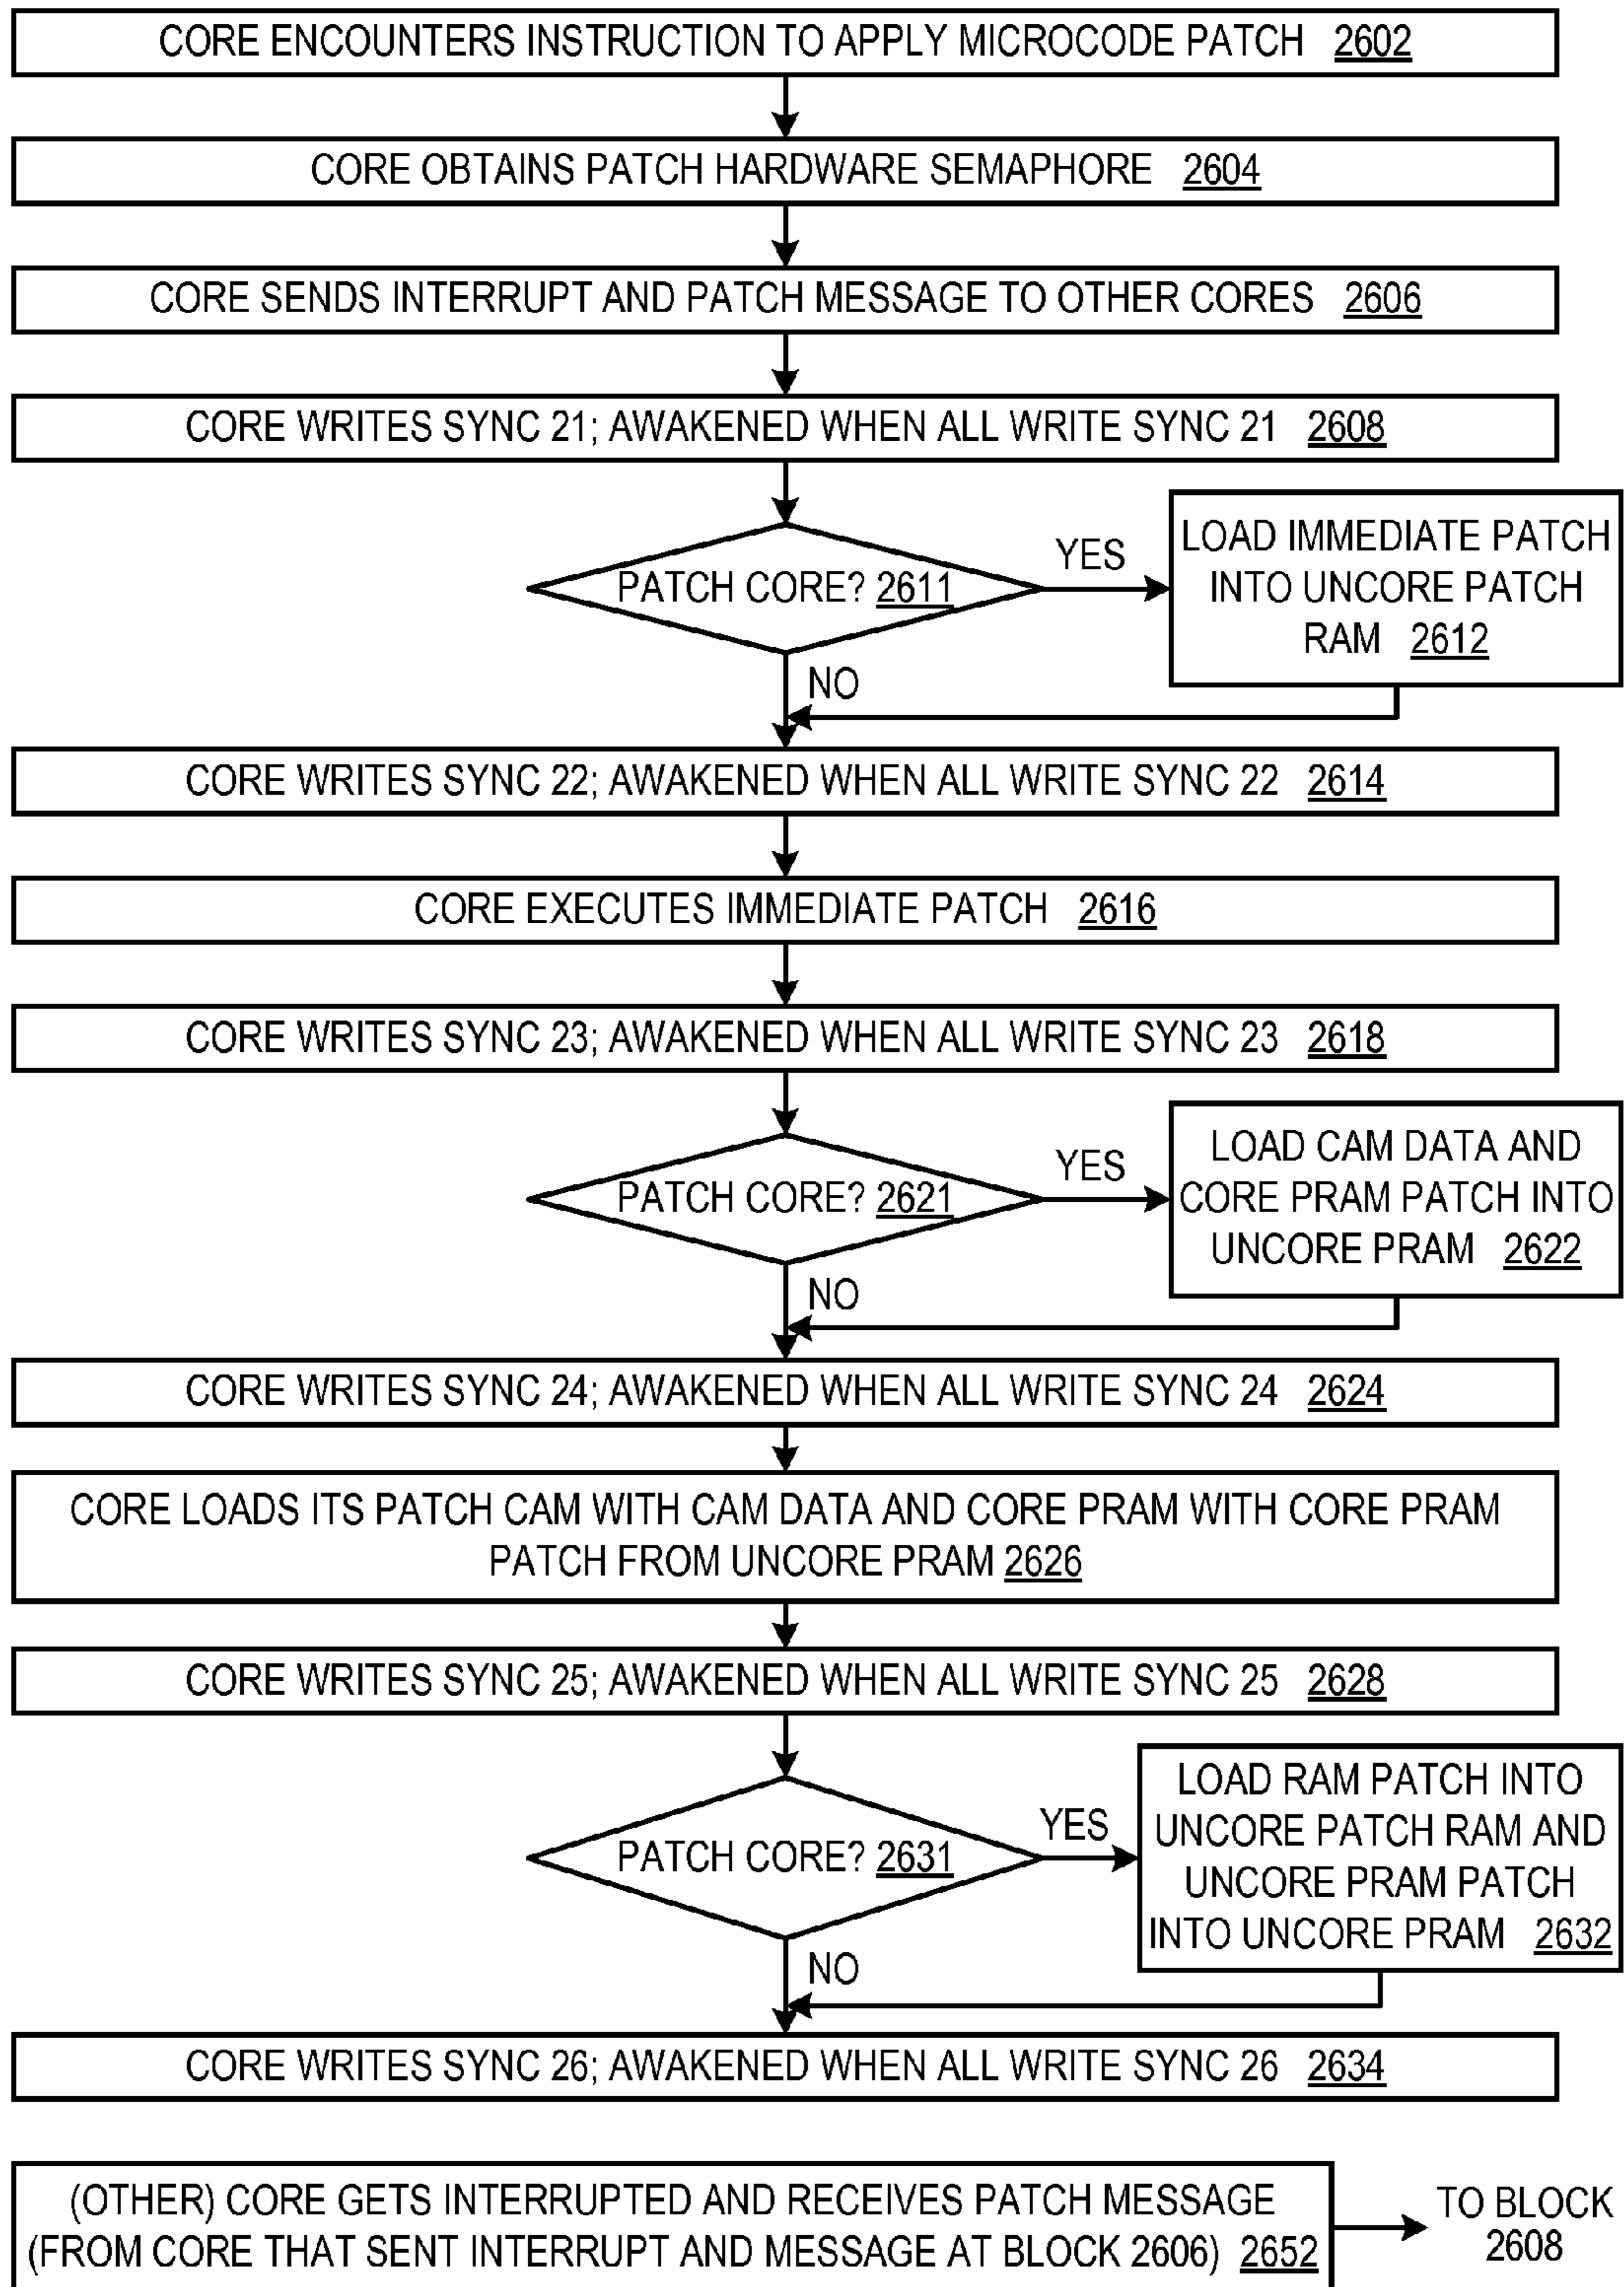 CORE ENCOUNTERS INSTRUCTION TO APPLY MICROCODE PATCH 2602
CORE OBTAINS PATCH HARDWARE SEMAPHORE 2604
CORE SENDS INTERRUPT AND PATCH MESSAGE TO OTHER CORES 2606
CORE WRITES SYNC 21; AWAKENED WHEN ALL WRITE SYNC 21 2608
PATCH CORE? 2611
YES
LOAD IMMEDIATE PATCH
INTO UNCORE PATCH
RAM 2612
NO
CORE WRITES SYNC 22; AWAKENED WHEN ALL WRITE SYNC 22 2614
CORE EXECUTES IMMEDIATE PATCH 2616
CORE WRITES SYNC 23; AWAKENED WHEN ALL WRITE SYNC 23 2618
PATCH CORE? 2621
YES
LOAD CAM DATA AND
CORE PRAM PATCH INTO
UNCORE PRAM 2622
NO
CORE WRITES SYNC 24; AWAKENED WHEN ALL WRITE SYNC 24 2624
CORE LOADS ITS PATCH CAM WITH CAM DATA AND CORE PRAM WITH CORE PRAM
PATCH FROM UNCORE PRAM 2626
CORE WRITES SYNC 25; AWAKENED WHEN ALL WRITE SYNC 25 2628
PATCH CORE? 2631
YES
LOAD RAM PATCH INTO
UNCORE PATCH RAM AND
UNCORE PRAM PATCH
INTO UNCORE PRAM 2632
NO
CORE WRITES SYNC 26; AWAKENED WHEN ALL WRITE SYNC 26 2634
(OTHER) CORE GETS INTERRUPTED AND RECEIVES PATCH MESSAGE
(FROM CORE THAT SENT INTERRUPT AND MESSAGE AT BLOCK 2606) 2652
TO BLOCK
2608